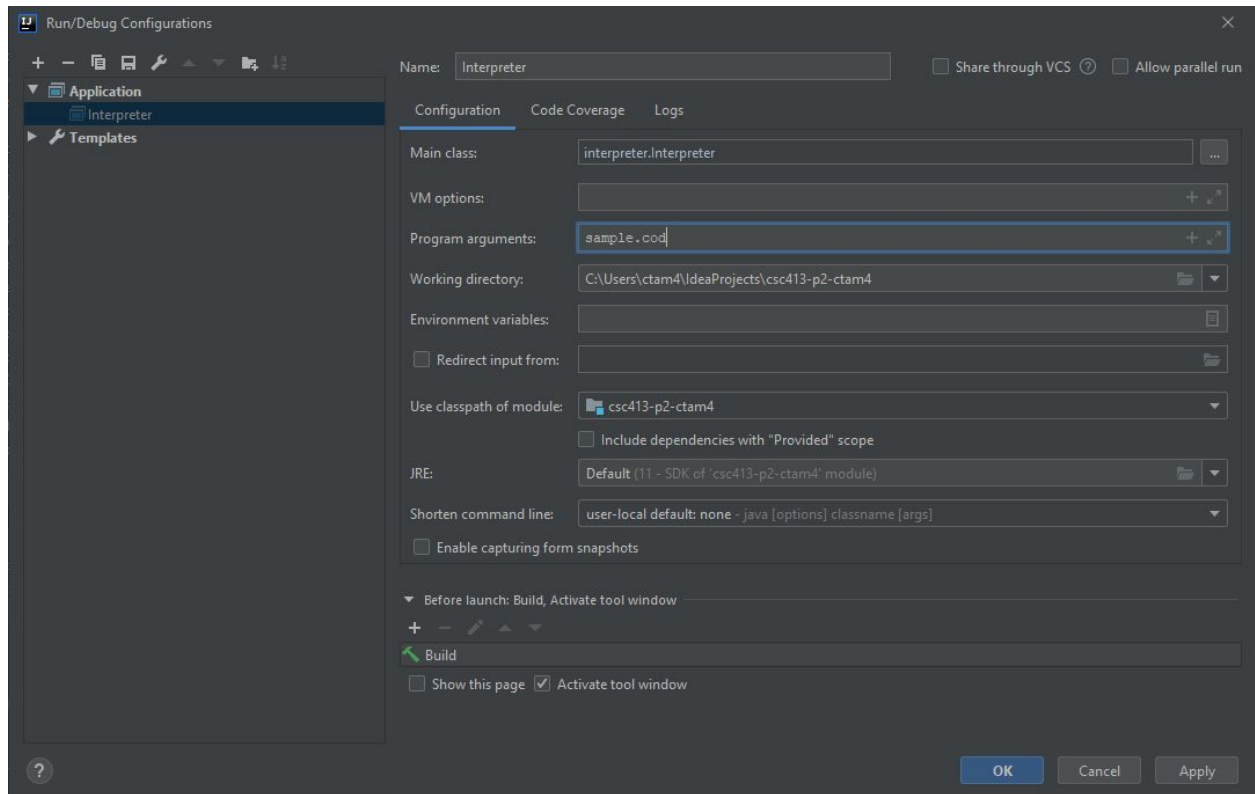 Run/Debug Configurations
Application
Interpreter
Templates
Name: Interpreter Share through VCS ? Allow parallel run
Configuration Code Coverage Logs
Main class: interpreter.Interpreter ...
VM options:
Program arguments: sample.cod
Working directory: C:\Users\ctam4\IdeaProjects\csc413-p2-ctam4
Environment variables:
Redirect input from:
Use classpath of module: csc413-p2-ctam4
Include dependencies with "Provided" scope
JRE: Default (11 - SDK of 'csc413-p2-ctam4' module)
Shorten command line: user-local default: none - java [options] classname [args]
Enable capturing form snapshots
Before launch: Build, Activate tool window
Build
Show this page Activate tool window
? OK Cancel Apply